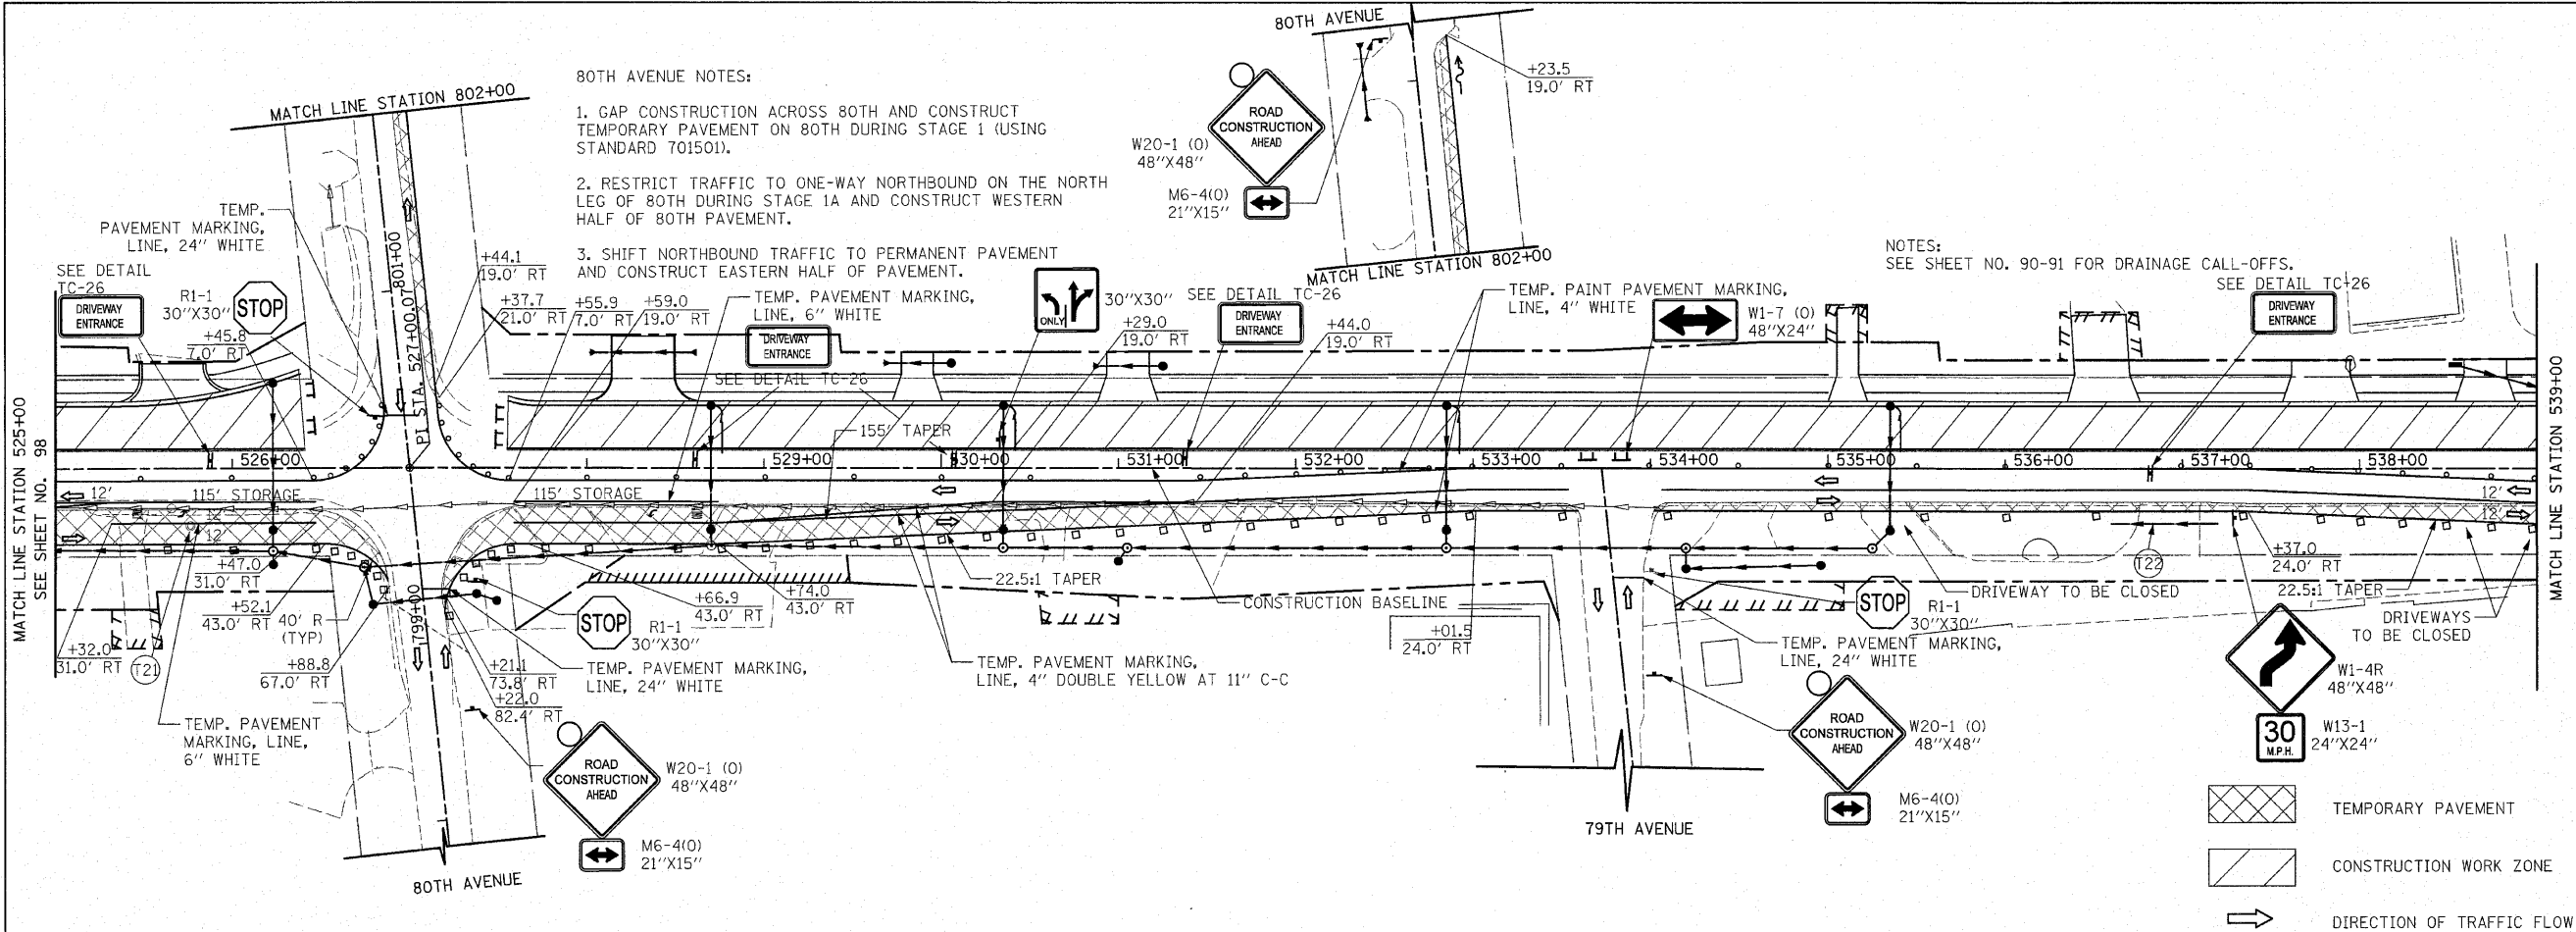 80TH AVENUE
MATCH LINE STATION 802+00
80TH AVENUE NOTES:
1. GAP CONSTRUCTION ACROSS 80TH AND CONSTRUCT
TEMPORARY PAVEMENT ON 80TH DURING STAGE 1 (USING
STANDARD 701501).
2. RESTRICT TRAFFIC TO ONE-WAY NORTHBOUND ON THE NORTH
LEG OF 80TH DURING STAGE 1A AND CONSTRUCT WESTERN
HALF OF 80TH PAVEMENT.
3. SHIFT NORTHBOUND TRAFFIC TO PERMANENT PAVEMENT
AND CONSTRUCT EASTERN HALF OF PAVEMENT.
ROAD
CONSTRUCTION
AHEAD
W20-1 (O)
48"X48"
M6-4(O)
21"X15"
+23.5
19.0' RT
MATCH LINE STATION 802+00
NOTES:
SEE SHEET NO. 90-91 FOR DRAINAGE CALL-OFFS.
SEE DETAIL TC-26
DRIVEWAY
ENTRANCE
TEMP.
PAVEMENT MARKING,
LINE, 24" WHITE
SEE DETAIL
TC-26
DRIVEWAY
ENTRANCE
R1-1
30"X30"
STOP
+45.8
7.0' RT
801+00
PI STA. 527+00.07
+44.1
19.0' RT
+37.7
21.0' RT
+55.9
7.0' RT
+59.0
19.0' RT
TEMP. PAVEMENT MARKING,
LINE, 6" WHITE
DRIVEWAY
ENTRANCE
SEE DETAIL TC-26
ONLY
30"X30"
SEE DETAIL TC-26
DRIVEWAY
ENTRANCE
+29.0
19.0' RT
+44.0
19.0' RT
TEMP. PAINT PAVEMENT MARKING,
LINE, 4" WHITE
W1-7 (O)
48"X24"
MATCH LINE STATION 525+00
SEE SHEET NO. 98
MATCH LINE STATION 539+00
155' TAPER
526+00
529+00
530+00
531+00
532+00
533+00
534+00
535+00
536+00
537+00
538+00
12'
115' STORAGE
115' STORAGE
12'
12'
12'
12'
+47.0
31.0' RT
+52.1
43.0' RT
40' R
(TYP)
+32.0
31.0' RT
T21
+88.8
67.0' RT
799+00
+21.1
73.8' RT
+22.0
82.4' RT
STOP
R1-1
30"X30"
TEMP. PAVEMENT MARKING,
LINE, 24" WHITE
+66.9
43.0' RT
+74.0
43.0' RT
22.5:1 TAPER
TEMP. PAVEMENT MARKING,
LINE, 4" DOUBLE YELLOW AT 11" C-C
CONSTRUCTION BASELINE
+01.5
24.0' RT
STOP
R1-1
30"X30"
TEMP. PAVEMENT MARKING,
LINE, 24" WHITE
DRIVEWAY TO BE CLOSED
T22
+37.0
24.0' RT
22.5:1 TAPER
DRIVEWAYS
TO BE CLOSED
W1-4R
48"X48"
30
M.P.H.
W13-1
24"X24"
TEMP. PAVEMENT
MARKING, LINE,
6" WHITE
ROAD
CONSTRUCTION
AHEAD
W20-1 (O)
48"X48"
M6-4(O)
21"X15"
80TH AVENUE
ROAD
CONSTRUCTION
AHEAD
W20-1 (O)
48"X48"
M6-4(O)
21"X15"
79TH AVENUE
TEMPORARY PAVEMENT
CONSTRUCTION WORK ZONE
DIRECTION OF TRAFFIC FLOW